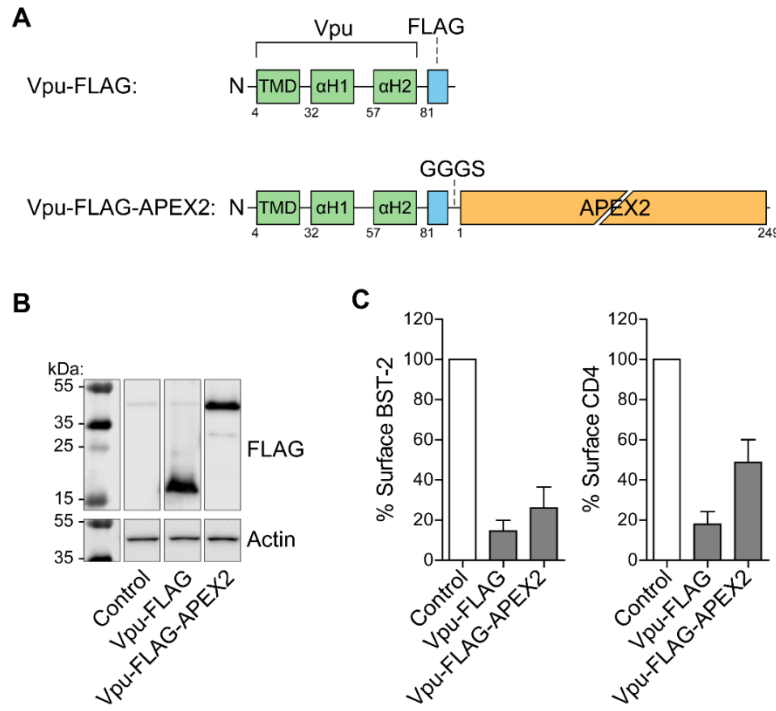 A
Vpu FLAG
Vpu-FLAG: N TMD αH1 αH2
4 32 57 81
GGGS
Vpu-FLAG-APEX2: N TMD αH1 αH2 APEX2
4 32 57 81 1 249
B
kDa:
55
35
25
15
FLAG
55
35
Actin
Control
Vpu-FLAG
Vpu-FLAG-APEX2
C
% Surface BST-2
120
100
80
60
40
20
0
Control
Vpu-FLAG
Vpu-FLAG-APEX2
% Surface CD4
120
100
80
60
40
20
0
Control
Vpu-FLAG
Vpu-FLAG-APEX2